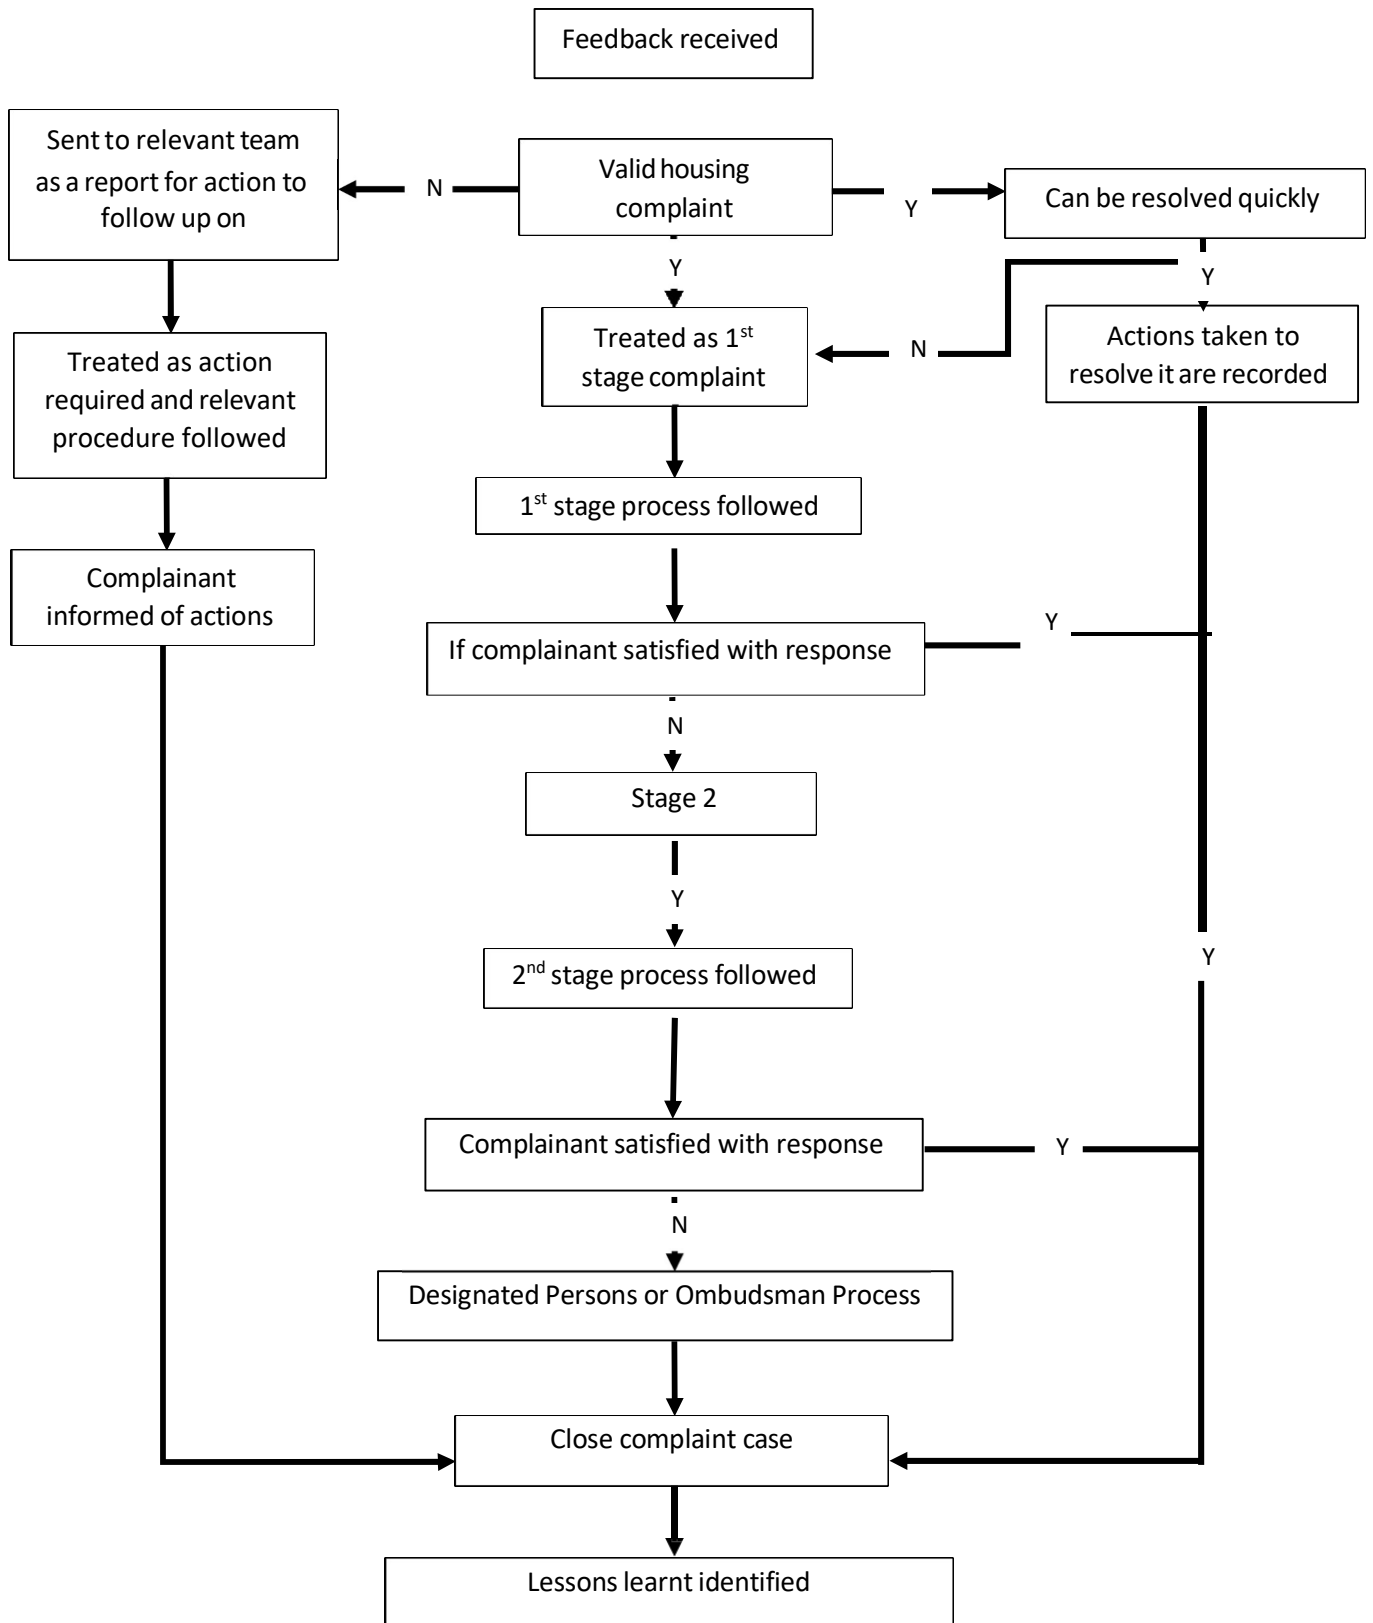 Feedback received
Sent to relevant team
as a report for action to
follow up on
N
Valid housing
complaint
Y
Can be resolved quickly
Y
Y
Treated as 1st
stage complaint
N
Actions taken to
resolve it are recorded
Treated as action
required and relevant
procedure followed
1st stage process followed
Complainant
informed of actions
If complainant satisfied with response
Y
N
Stage 2
Y
2nd stage process followed
Y
Complainant satisfied with response
Y
N
Designated Persons or Ombudsman Process
Close complaint case
Lessons learnt identified